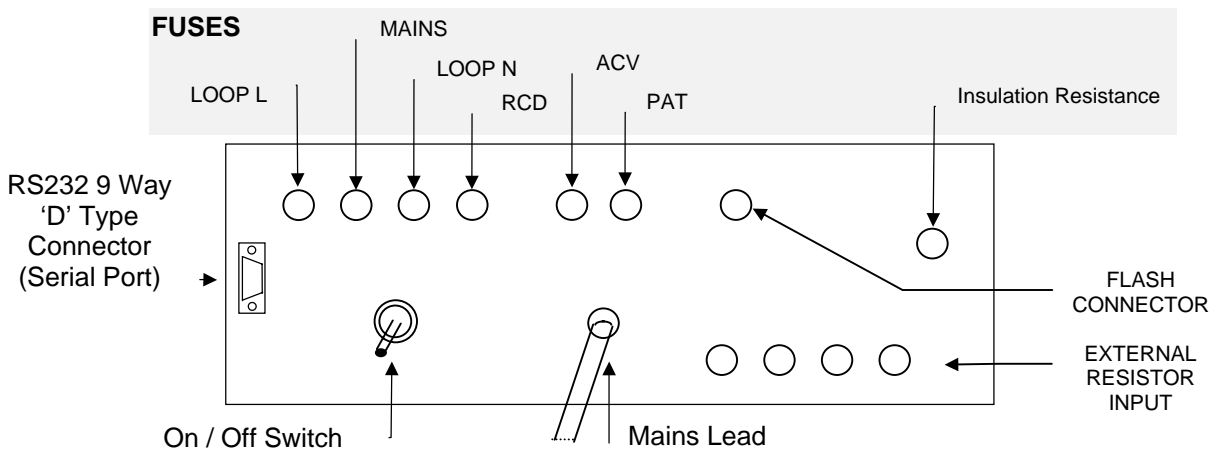 FUSES
MAINS
LOOP N
ACV
LOOP L
RCD
PAT
Insulation Resistance
RS232 9 Way
‘D’ Type
Connector
(Serial Port)
FLASH
CONNECTOR
EXTERNAL
RESISTOR
INPUT
On / Off Switch
Mains Lead